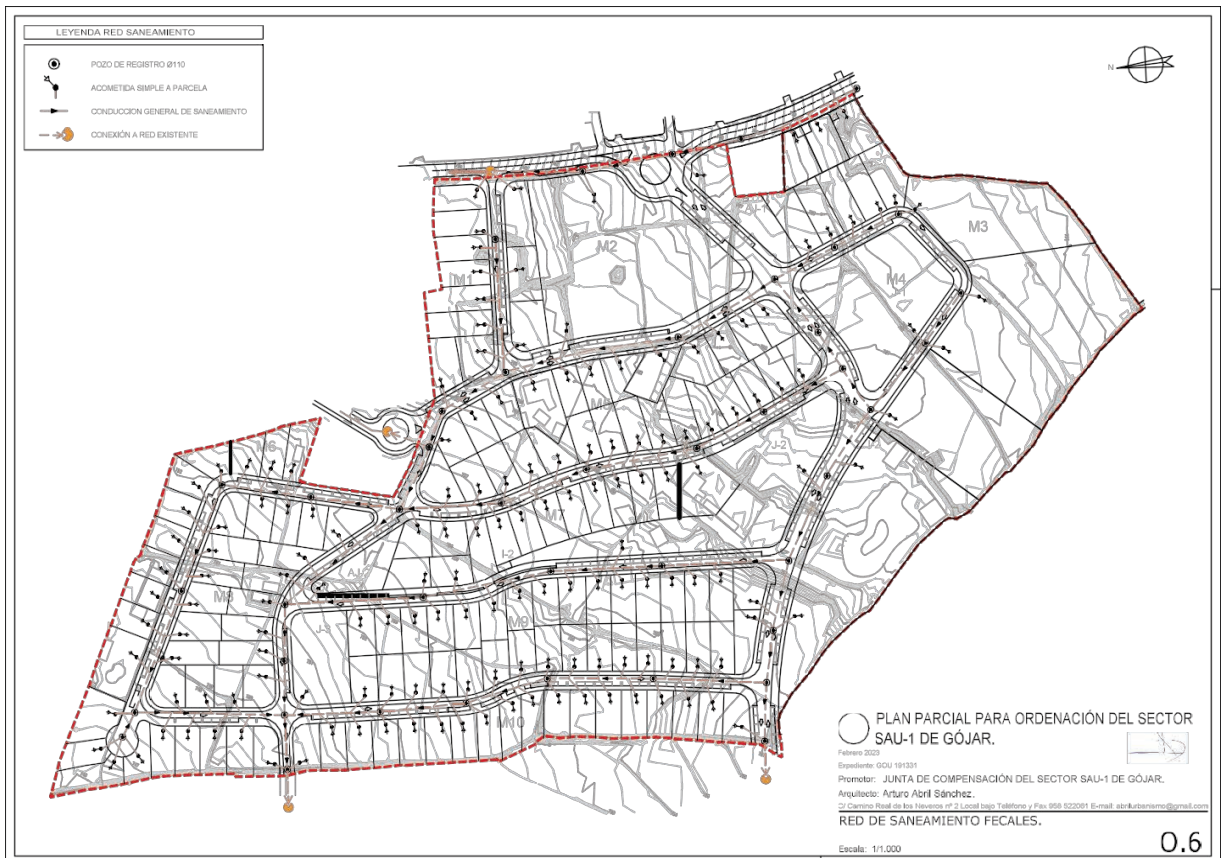 LEYENDA RED SANEAMIENTO
POZO DE REGISTRO Ø110
ACOMETIDA SIMPLE A PARCELA
CONDUCCION GENERAL DE SANEAMIENTO
CONEXIÓN A RED EXISTENTE
N
M3
M2
M4
M1
J-2
M6
I-2
M8
J-3
M9
M10
PLAN PARCIAL PARA ORDENACIÓN DEL SECTOR
SAU-1 DE GÓJAR.
Febrero 2023
Expediente: GOU 191331
Promotor: JUNTA DE COMPENSACIÓN DEL SECTOR SAU-1 DE GÓJAR.
Arquitecto: Arturo Abril Sánchez.
C/ Camino Real de los Neveros nº 2 Local bajo Teléfono y Fax 958 522061 E-mail: abrilurbanismo@gmail.com
RED DE SANEAMIENTO FECALES.
Escala: 1/1.000
O.6